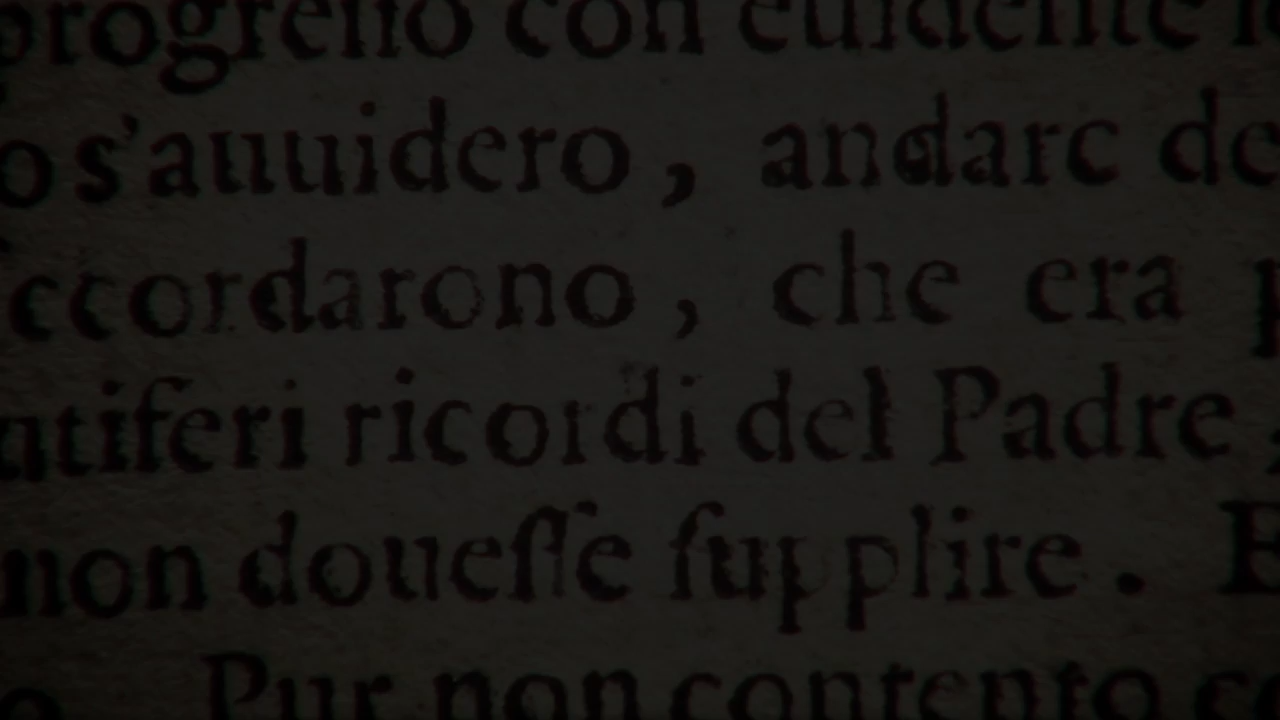 progreſſo con euidente
o s'auuidero, andare de
ccordarono, che era p
utiferi ricordi del Padre,
non doueſſe ſupplire. E
o Pur non contento co